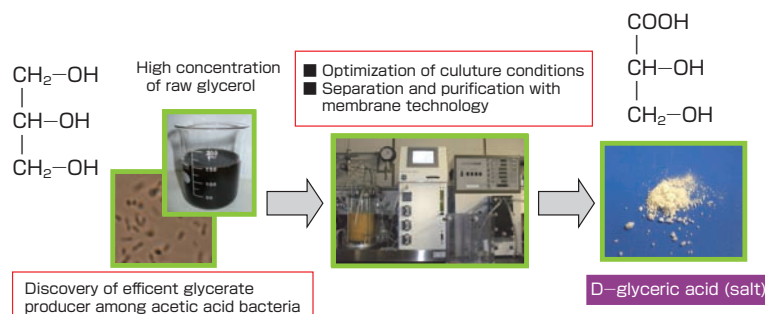 CH₂−OH
CH−OH
CH₂−OH
High concentration
of raw glycerol
■ Optimization of culuture conditions
■ Separation and purification with
membrane technology
COOH
CH−OH
CH₂−OH
Discovery of efficent glycerate
producer among acetic acid bacteria
D−glyceric acid (salt)